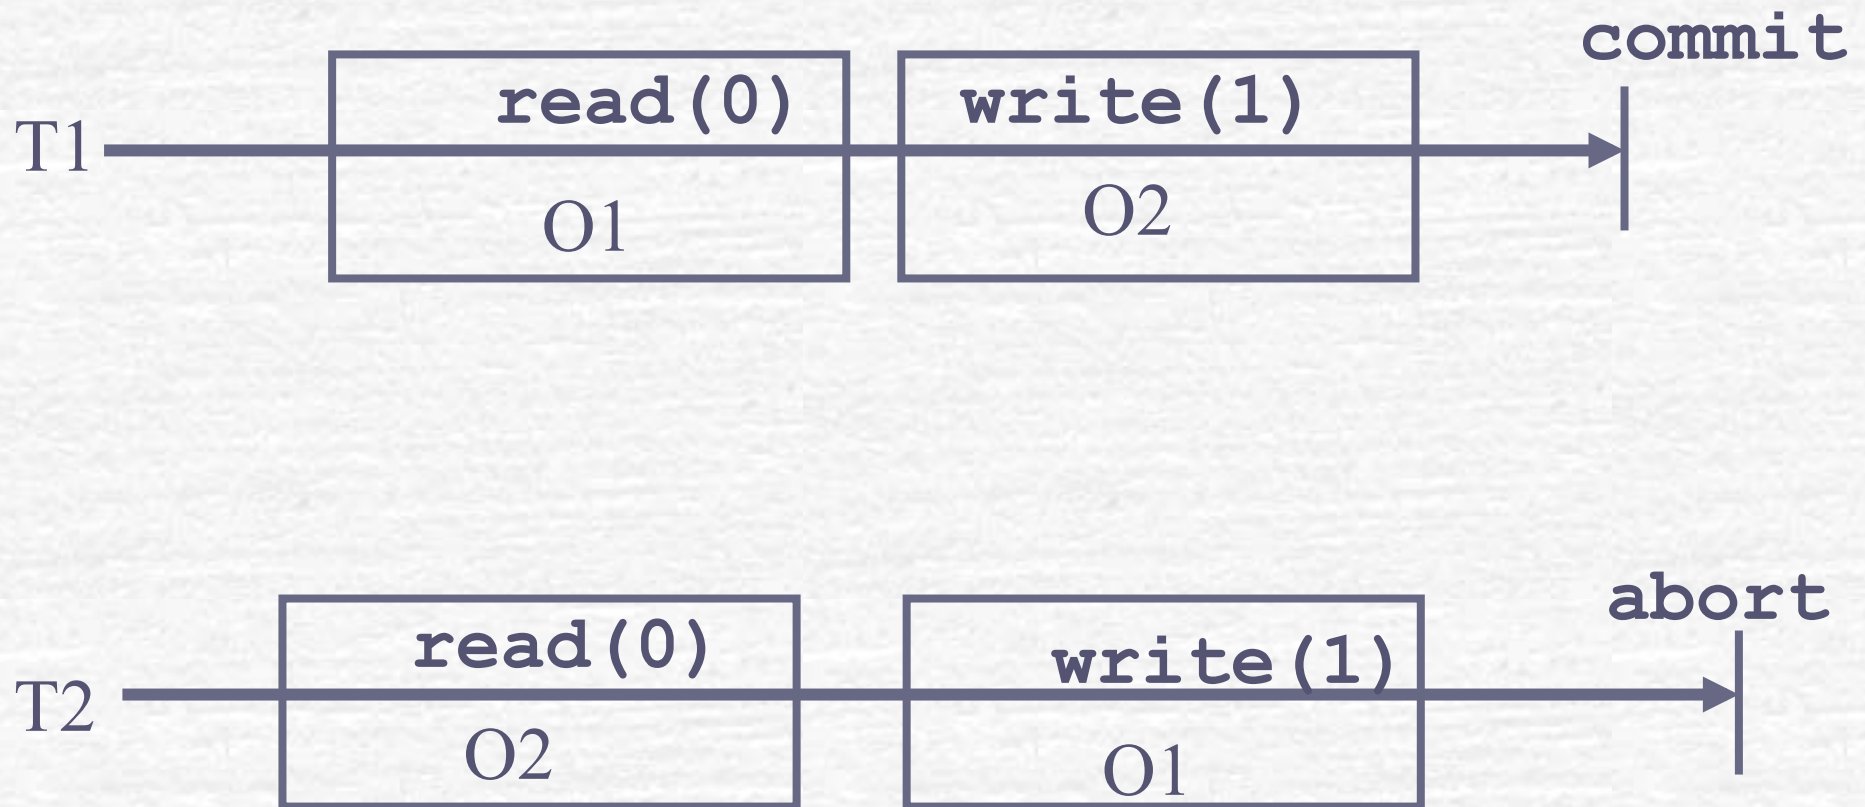 commit
read(0) write(1)
T1
O1 O2
abort
read(0) write(1)
T2
O2 O1